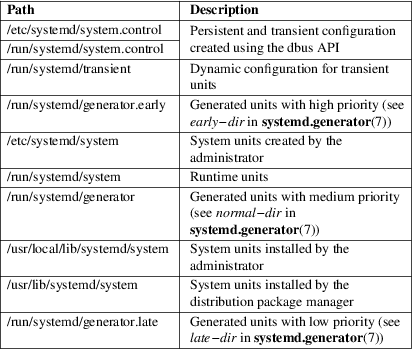 Path Description
/etc/systemd/system.control Persistent and transient configuration
/run/systemd/system.control created using the dbus API
/run/systemd/transient Dynamic configuration for transient
units
/run/systemd/generator.early Generated units with high priority (see
early−dir in systemd.generator(7))
/etc/systemd/system System units created by the
administrator
/run/systemd/system Runtime units
/run/systemd/generator Generated units with medium priority
(see normal−dir in
systemd.generator(7))
/usr/local/lib/systemd/system System units installed by the
administrator
/usr/lib/systemd/system System units installed by the
distribution package manager
/run/systemd/generator.late Generated units with low priority (see
late−dir in systemd.generator(7))